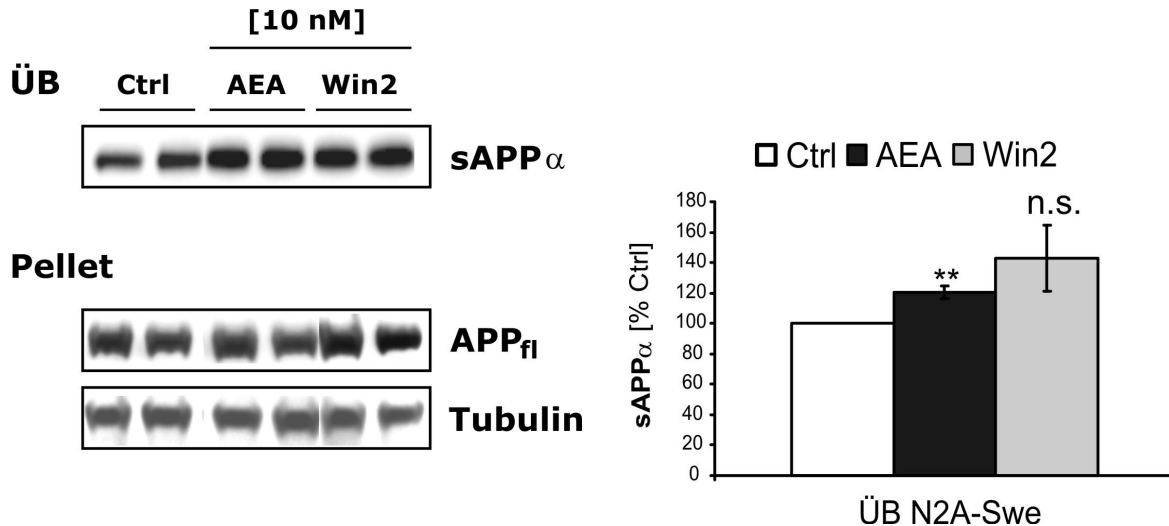 [10 nM]
ÜB Ctrl AEA Win2
sAPPα
Pellet
APPfl
Tubulin
Ctrl AEA Win2
sAPPα [% Ctrl]
180
160
140
120
100
80
60
40
20
0
**
n.s.
ÜB N2A-Swe